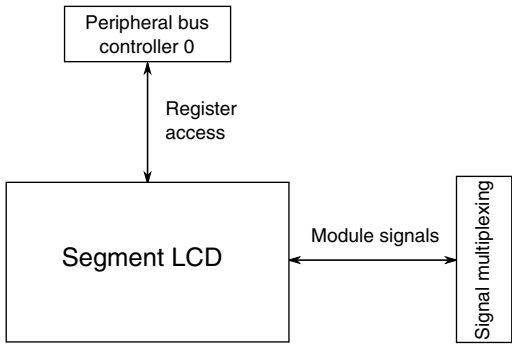 Peripheral bus
controller 0
Register
access
Segment LCD
Module signals
Signal multiplexing